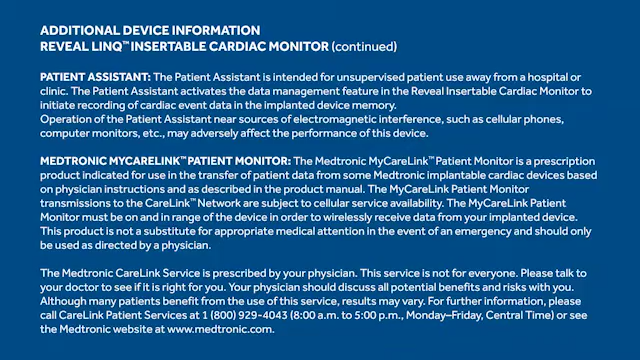 ADDITIONAL DEVICE INFORMATION
REVEAL LINQ™ INSERTABLE CARDIAC MONITOR (continued)
PATIENT ASSISTANT: The Patient Assistant is intended for unsupervised patient use away from a hospital or
clinic. The Patient Assistant activates the data management feature in the Reveal Insertable Cardiac Monitor to
initiate recording of cardiac event data in the implanted device memory.
Operation of the Patient Assistant near sources of electromagnetic interference, such as cellular phones,
computer monitors, etc., may adversely affect the performance of this device.
MEDTRONIC MYCARELINK™ PATIENT MONITOR: The Medtronic MyCareLink™ Patient Monitor is a prescription
product indicated for use in the transfer of patient data from some Medtronic implantable cardiac devices based
on physician instructions and as described in the product manual. The MyCareLink Patient Monitor
transmissions to the CareLink™ Network are subject to cellular service availability. The MyCareLink Patient
Monitor must be on and in range of the device in order to wirelessly receive data from your implanted device.
This product is not a substitute for appropriate medical attention in the event of an emergency and should only
be used as directed by a physician.
The Medtronic CareLink Service is prescribed by your physician. This service is not for everyone. Please talk to
your doctor to see if it is right for you. Your physician should discuss all potential benefits and risks with you.
Although many patients benefit from the use of this service, results may vary. For further information, please
call CareLink Patient Services at 1 (800) 929-4043 (8:00 a.m. to 5:00 p.m., Monday–Friday, Central Time) or see
the Medtronic website at www.medtronic.com.